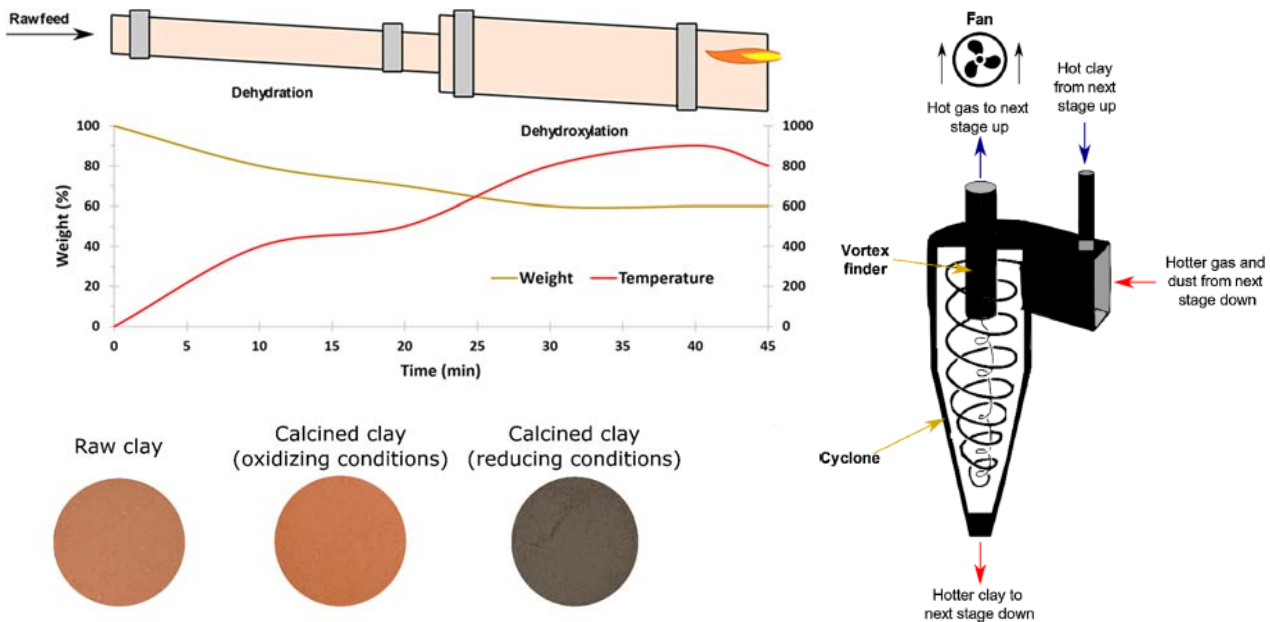 Rawfeed
Dehydration
Dehydroxylation
100
80
60
40
20
0
Weight (%)
1000
800
600
400
200
0
Weight
Temperature
0
5
10
15
20
25
30
35
40
45
Time (min)
Raw clay
Calcined clay
(oxidizing conditions)
Calcined clay
(reducing conditions)
Fan
Hot gas to next
stage up
Hot clay
from next
stage up
Vortex
finder
Hotter gas and
dust from next
stage down
Cyclone
Hotter clay to
next stage down